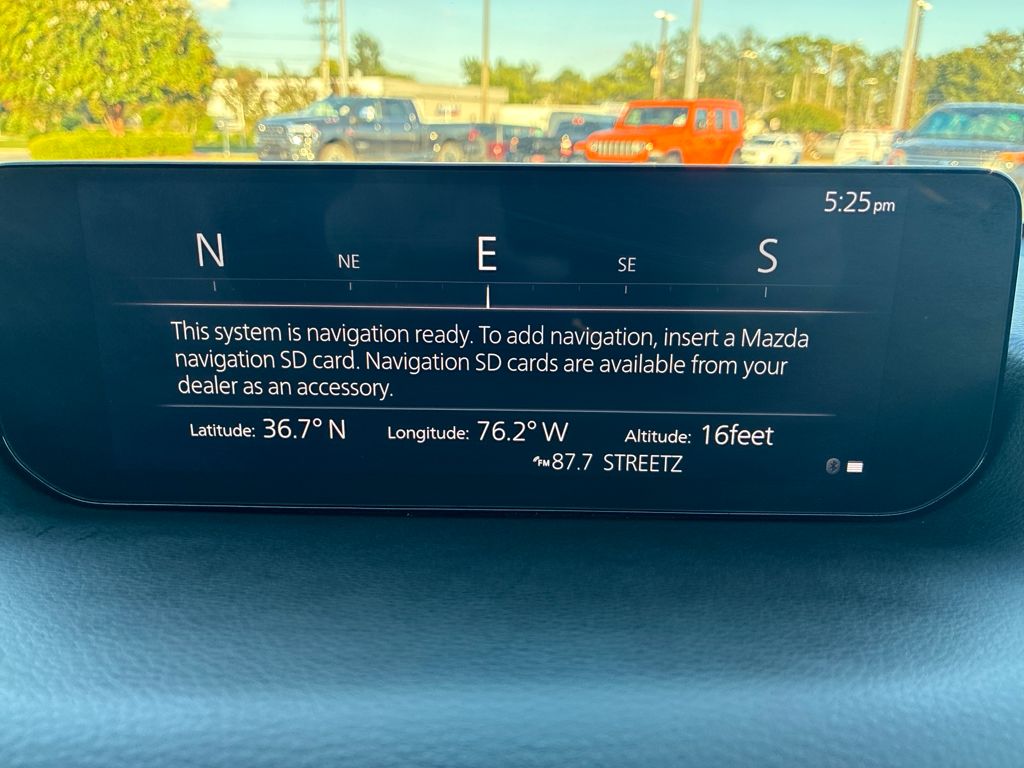 5:25pm
N NE E SE S
This system is navigation ready. To add navigation, insert a Mazda
navigation SD card. Navigation SD cards are available from your
dealer as an accessory.
Latitude: 36.7° N Longitude: 76.2° W Altitude: 16feet
FM 87.7 STREETZ